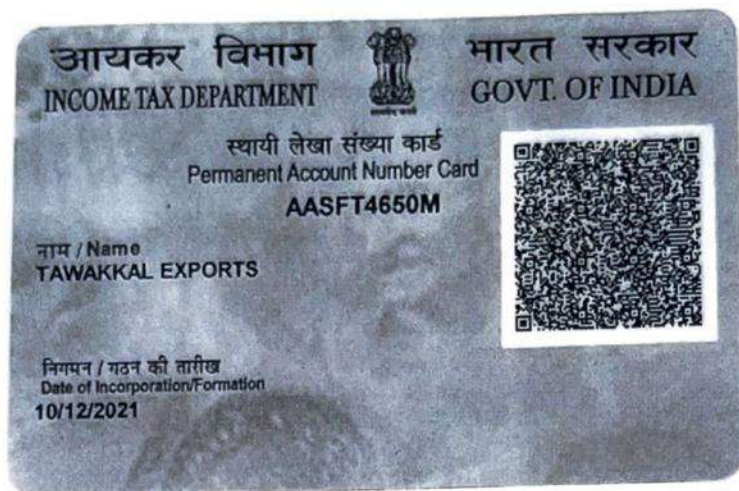 आयकर विभाग
INCOME TAX DEPARTMENT
भारत सरकार
GOVT. OF INDIA
स्थायी लेखा संख्या कार्ड
Permanent Account Number Card
AASFT4650M
नाम / Name
TAWAKKAL EXPORTS
निगमन / गठन की तारीख
Date of Incorporation/Formation
10/12/2021